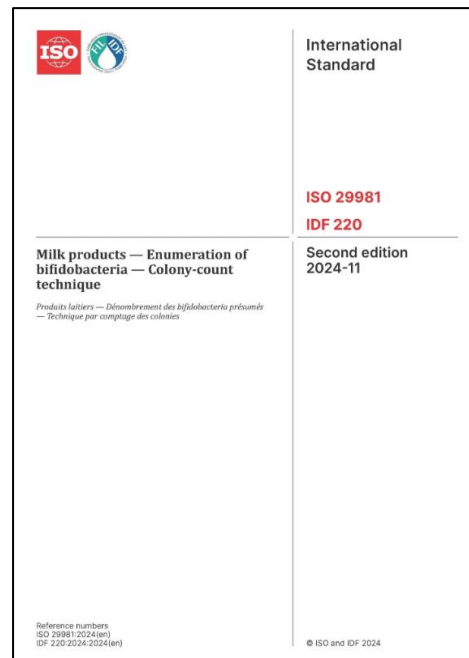 ISO
FIL IDF
International
Standard
ISO 29981
IDF 220
Milk products — Enumeration of
bifidobacteria — Colony-count
technique
Produits laitiers — Dénombrement des bifidobacteria présumés
— Technique par comptage des colonies
Second edition
2024-11
Reference numbers
ISO 29981:2024(en)
IDF 220:2024:2024(en)
© ISO and IDF 2024